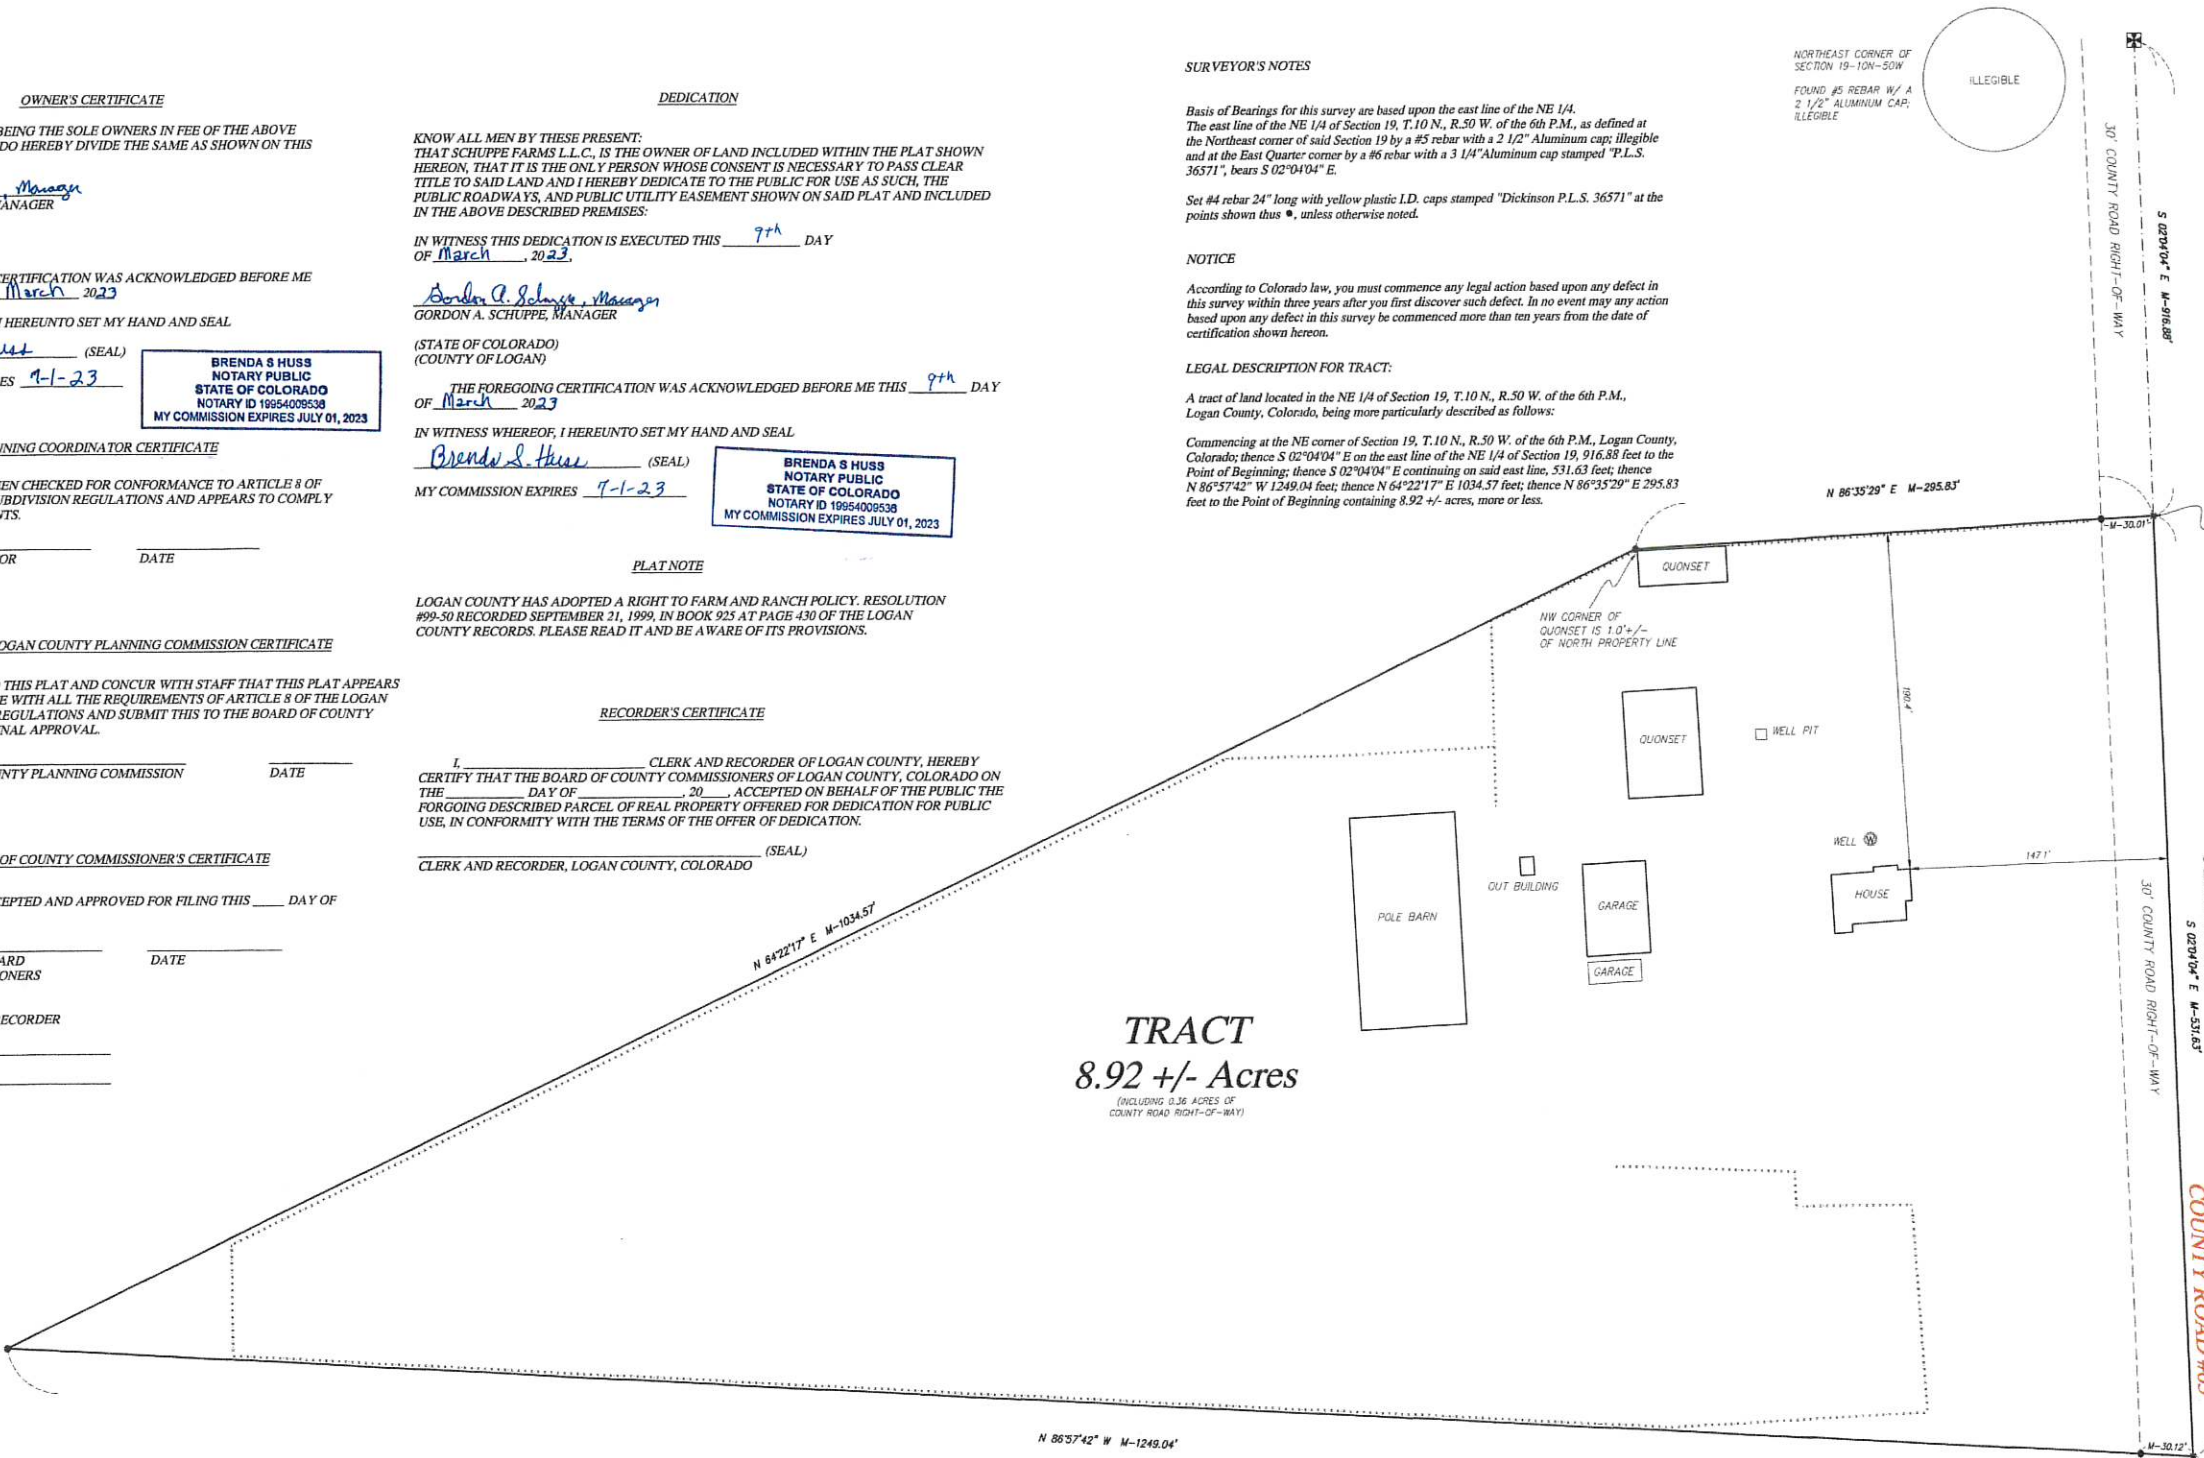 OWNER'S CERTIFICATE
BEING THE SOLE OWNERS IN FEE OF THE ABOVE
DO HEREBY DIVIDE THE SAME AS SHOWN ON THIS
, Manager
MANAGER
CERTIFICATION WAS ACKNOWLEDGED BEFORE ME
March 2023
I HEREUNTO SET MY HAND AND SEAL
(SEAL)
ES 7-1-23
BRENDA S HUSS
NOTARY PUBLIC
STATE OF COLORADO
NOTARY ID 19954009538
MY COMMISSION EXPIRES JULY 01, 2023
NING COORDINATOR CERTIFICATE
EN CHECKED FOR CONFORMANCE TO ARTICLE 8 OF
UBDIVISION REGULATIONS AND APPEARS TO COMPLY
NTS.
OR DATE
OGAN COUNTY PLANNING COMMISSION CERTIFICATE
THIS PLAT AND CONCUR WITH STAFF THAT THIS PLAT APPEARS
E WITH ALL THE REQUIREMENTS OF ARTICLE 8 OF THE LOGAN
REGULATIONS AND SUBMIT THIS TO THE BOARD OF COUNTY
NAL APPROVAL.
NTY PLANNING COMMISSION DATE
OF COUNTY COMMISSIONER'S CERTIFICATE
EPTED AND APPROVED FOR FILING THIS ____ DAY OF
ARD DATE
ONERS
ECORDER
DEDICATION
KNOW ALL MEN BY THESE PRESENT:
THAT SCHUPPE FARMS L.L.C., IS THE OWNER OF LAND INCLUDED WITHIN THE PLAT SHOWN
HEREON, THAT IT IS THE ONLY PERSON WHOSE CONSENT IS NECESSARY TO PASS CLEAR
TITLE TO SAID LAND AND I HEREBY DEDICATE TO THE PUBLIC FOR USE AS SUCH, THE
PUBLIC ROADWAYS, AND PUBLIC UTILITY EASEMENT SHOWN ON SAID PLAT AND INCLUDED
IN THE ABOVE DESCRIBED PREMISES:
IN WITNESS THIS DEDICATION IS EXECUTED THIS 9th DAY
OF March, 2023,
Gordon A. Schuppe, Manager
GORDON A. SCHUPPE, MANAGER
(STATE OF COLORADO)
(COUNTY OF LOGAN)
THE FOREGOING CERTIFICATION WAS ACKNOWLEDGED BEFORE ME THIS 9th DAY
OF March 2023
IN WITNESS WHEREOF, I HEREUNTO SET MY HAND AND SEAL
Brenda S. Huss (SEAL)
MY COMMISSION EXPIRES 7-1-23
BRENDA S HUSS
NOTARY PUBLIC
STATE OF COLORADO
NOTARY ID 19954009538
MY COMMISSION EXPIRES JULY 01, 2023
PLAT NOTE
LOGAN COUNTY HAS ADOPTED A RIGHT TO FARM AND RANCH POLICY. RESOLUTION
#99-50 RECORDED SEPTEMBER 21, 1999, IN BOOK 925 AT PAGE 430 OF THE LOGAN
COUNTY RECORDS. PLEASE READ IT AND BE AWARE OF ITS PROVISIONS.
RECORDER'S CERTIFICATE
I, ____ CLERK AND RECORDER OF LOGAN COUNTY, HEREBY
CERTIFY THAT THE BOARD OF COUNTY COMMISSIONERS OF LOGAN COUNTY, COLORADO ON
THE ____ DAY OF ____, 20__, ACCEPTED ON BEHALF OF THE PUBLIC THE
FORGOING DESCRIBED PARCEL OF REAL PROPERTY OFFERED FOR DEDICATION FOR PUBLIC
USE, IN CONFORMITY WITH THE TERMS OF THE OFFER OF DEDICATION.
(SEAL)
CLERK AND RECORDER, LOGAN COUNTY, COLORADO
SURVEYOR'S NOTES
Basis of Bearings for this survey are based upon the east line of the NE 1/4.
The east line of the NE 1/4 of Section 19, T.10 N., R.50 W. of the 6th P.M., as defined at
the Northeast corner of said Section 19 by a #5 rebar with a 2 1/2" Aluminum cap; illegible
and at the East Quarter corner by a #6 rebar with a 3 1/4"Aluminum cap stamped "P.L.S.
36571", bears S 02°04'04" E.
Set #4 rebar 24" long with yellow plastic I.D. caps stamped "Dickinson P.L.S. 36571" at the
points shown thus ●, unless otherwise noted.
NOTICE
According to Colorado law, you must commence any legal action based upon any defect in
this survey within three years after you first discover such defect. In no event may any action
based upon any defect in this survey be commenced more than ten years from the date of
certification shown hereon.
LEGAL DESCRIPTION FOR TRACT:
A tract of land located in the NE 1/4 of Section 19, T.10 N., R.50 W. of the 6th P.M.,
Logan County, Colorado, being more particularly described as follows:
Commencing at the NE corner of Section 19, T.10 N., R.50 W. of the 6th P.M., Logan County,
Colorado; thence S 02°04'04" E on the east line of the NE 1/4 of Section 19, 916.88 feet to the
Point of Beginning; thence S 02°04'04" E continuing on said east line, 531.63 feet; thence
N 86°57'42" W 1249.04 feet; thence N 64°22'17" E 1034.57 feet; thence N 86°35'29" E 295.83
feet to the Point of Beginning containing 8.92 +/- acres, more or less.
NORTHEAST CORNER OF
SECTION 19-10N-50W
FOUND #5 REBAR W/ A
2 1/2" ALUMINUM CAP;
ILLEGIBLE
ILLEGIBLE
30' COUNTY ROAD RIGHT-OF-WAY
S 02°04'04" E M-916.88'
N 86°35'29" E M-295.83'
M-30.01'
QUONSET
NW CORNER OF
QUONSET IS 1.0'+/-
OF NORTH PROPERTY LINE
190.4'
QUONSET
WELL PIT
WELL W
147.1'
HOUSE
OUT BUILDING
GARAGE
GARAGE
POLE BARN
N 64°22'17" E M-1034.57'
TRACT
8.92 +/- Acres
(INCLUDING 0.36 ACRES OF
COUNTY ROAD RIGHT-OF-WAY)
30' COUNTY ROAD RIGHT-OF-WAY
S 02°04'04" E M-531.63'
COUNTY ROAD
N 86°57'42" W M-1249.04'
M-30.12'